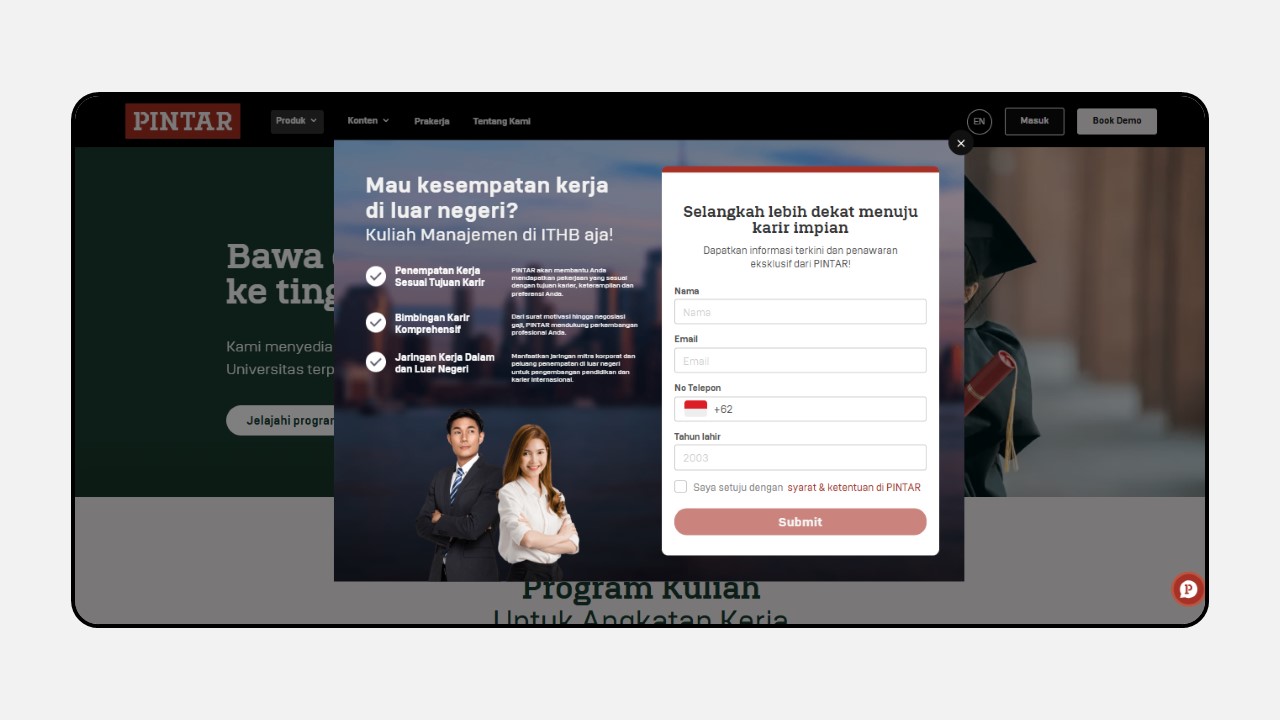 PINTAR
Produk
Konten
Prakerja
Tentang Kami
EN
Masuk
Book Demo
Bawa
ke ting
Kami menyedia
Universitas terp
Jelajahi program
Mau kesempatan kerja
di luar negeri?
Kuliah Manajemen di ITHB aja!
Penempatan Kerja
Sesuai Tujuan Karir
PINTAR akan membantu Anda
mendapatkan pekerjaan yang sesuai
dengan tujuan karier, keterampilan dan
preferensi Anda.
Bimbingan Karir
Komprehensif
Dari surat motivasi hingga negosiasi
gaji, PINTAR mendukung perkembangan
profesional Anda.
Jaringan Kerja Dalam
dan Luar Negeri
Manfaatkan jaringan mitra korporat dan
peluang penempatan di luar negeri
untuk pengembangan pendidikan dan
karier internasional.
Selangkah lebih dekat menuju
karir impian
Dapatkan informasi terkini dan penawaran
eksklusif dari PINTAR!
Nama
Nama
Email
Email
No Telepon
+62
Tahun lahir
2003
Saya setuju dengan syarat & ketentuan di PINTAR
Submit
Program Kuliah
Untuk Angkatan Kerja
P